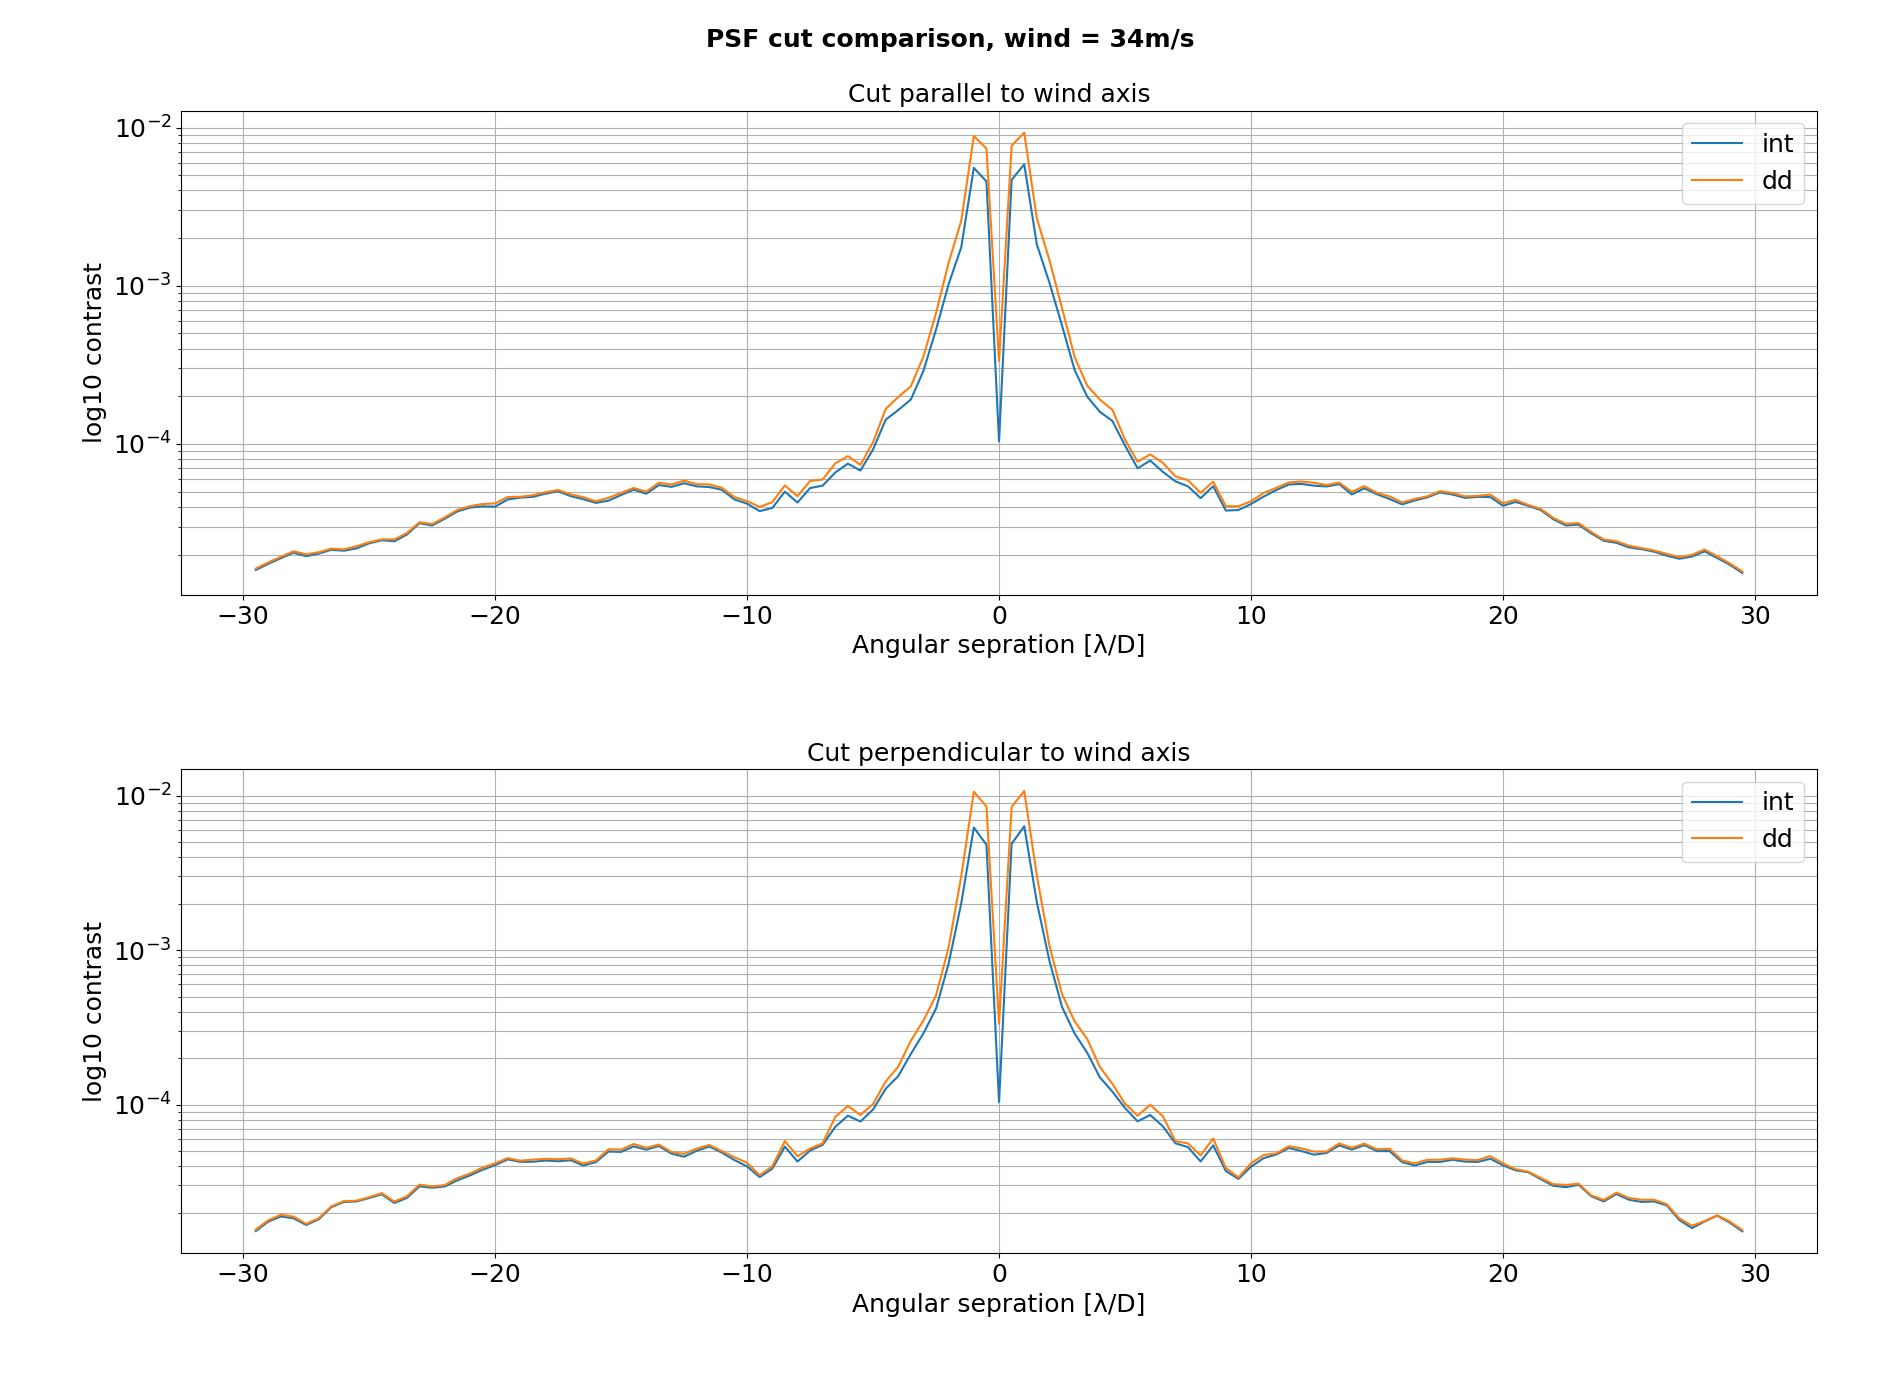 PSF cut comparison, wind = 34m/s
Cut parallel to wind axis
log10 contrast
10⁻²
10⁻³
10⁻⁴
int
dd
−30 −20 −10 0 10 20 30
Angular sepration [λ/D]
Cut perpendicular to wind axis
log10 contrast
10⁻²
10⁻³
10⁻⁴
int
dd
−30 −20 −10 0 10 20 30
Angular sepration [λ/D]